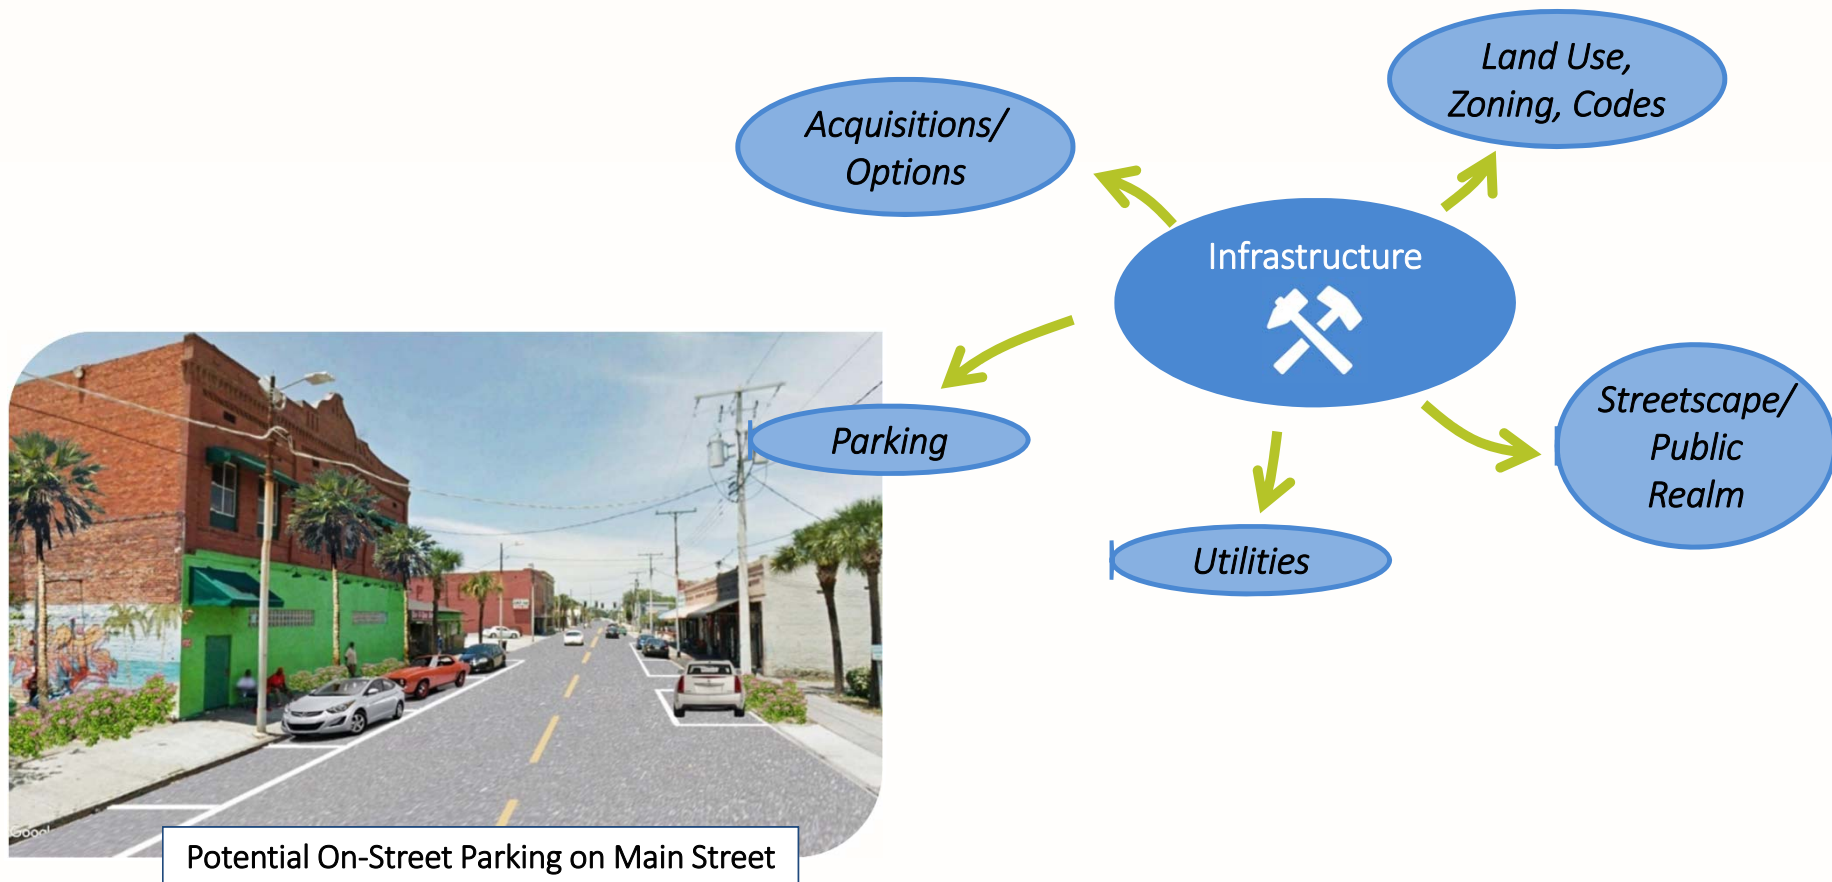 Land Use,
Zoning, Codes
Acquisitions/
Options
Infrastructure
Streetscape/
Public
Realm
Parking
Utilities
Potential On-Street Parking on Main Street